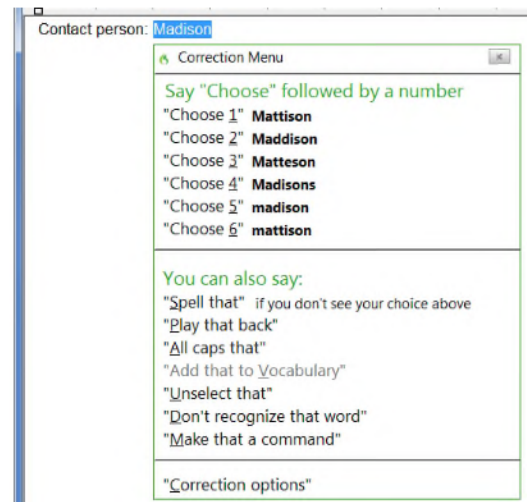 Contact person: Madison
Correction Menu
Say "Choose" followed by a number
"Choose 1" Mattison
"Choose 2" Maddison
"Choose 3" Matteson
"Choose 4" Madisons
"Choose 5" madison
"Choose 6" mattison
You can also say:
"Spell that" if you don't see your choice above
"Play that back"
"All caps that"
"Add that to Vocabulary"
"Unselect that"
"Don't recognize that word"
"Make that a command"
"Correction options"